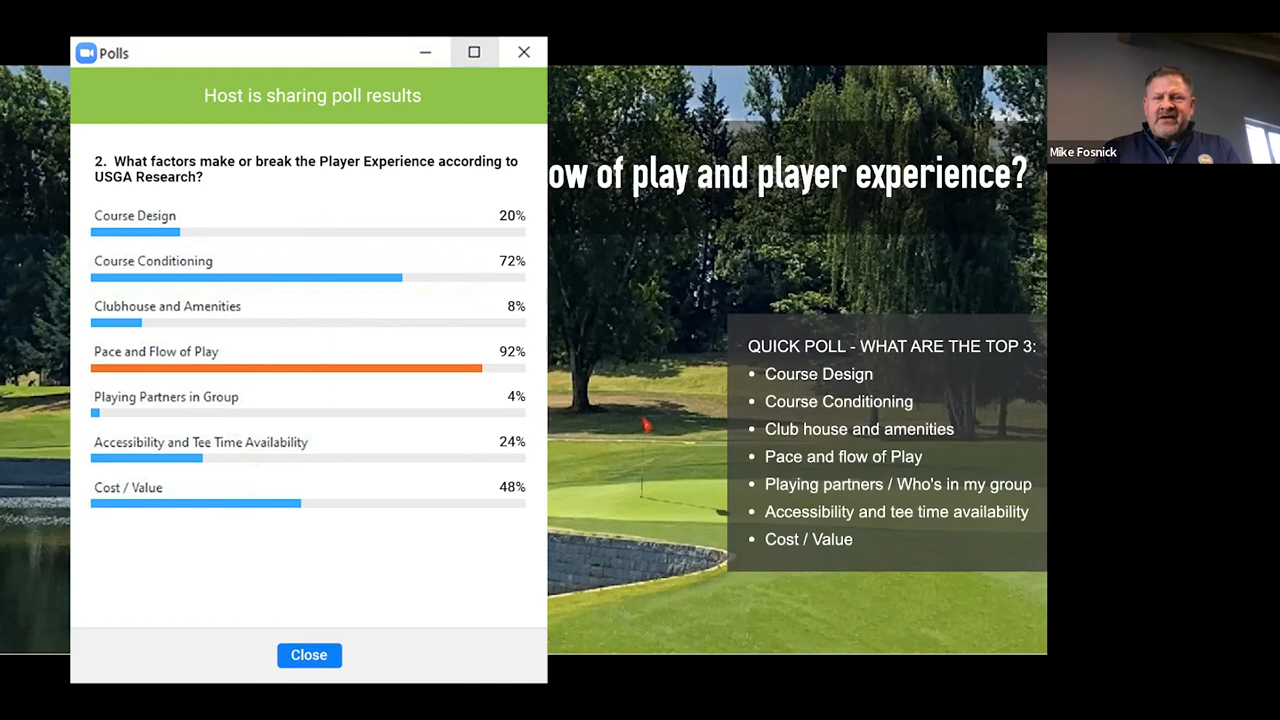 Polls
Host is sharing poll results
2. What factors make or break the Player Experience according to
USGA Research?
Course Design 20%
Course Conditioning 72%
Clubhouse and Amenities 8%
Pace and Flow of Play 92%
Playing Partners in Group 4%
Accessibility and Tee Time Availability 24%
Cost / Value 48%
Close
of play and player experience?
QUICK POLL - WHAT ARE THE TOP 3:
• Course Design
• Course Conditioning
• Club house and amenities
• Pace and flow of Play
• Playing partners / Who's in my group
• Accessibility and tee time availability
• Cost / Value
Mike Fosnick